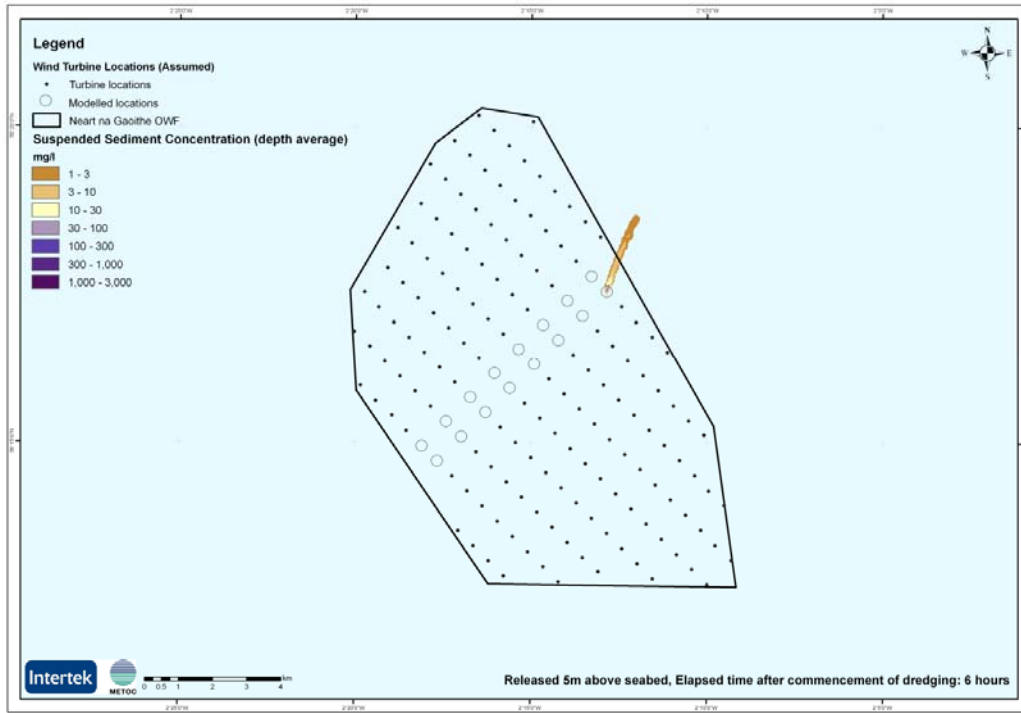 Legend
N
W E
S
Wind Turbine Locations (Assumed)
Turbine locations
Modelled locations
Neart na Gaoithe OWF
Suspended Sediment Concentration (depth average)
mg/l
1 - 3
3 - 10
10 - 30
30 - 100
100 - 300
300 - 1,000
1,000 - 3,000
Intertek
METOC
km
0 0.5 1 2 3 4
Released 5m above seabed, Elapsed time after commencement of dredging: 6 hours